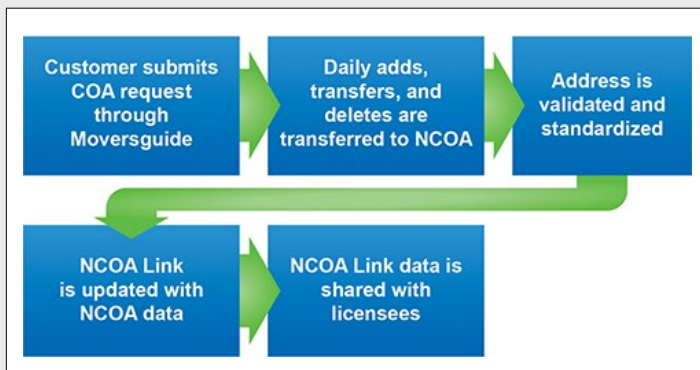 Customer submits
COA request
through
Moversguide
Daily adds,
transfers, and
deletes are
transferred to NCOA
Address is
validated and
standardized
NCOA Link
is updated with
NCOA data
NCOA Link data is
shared with
licensees